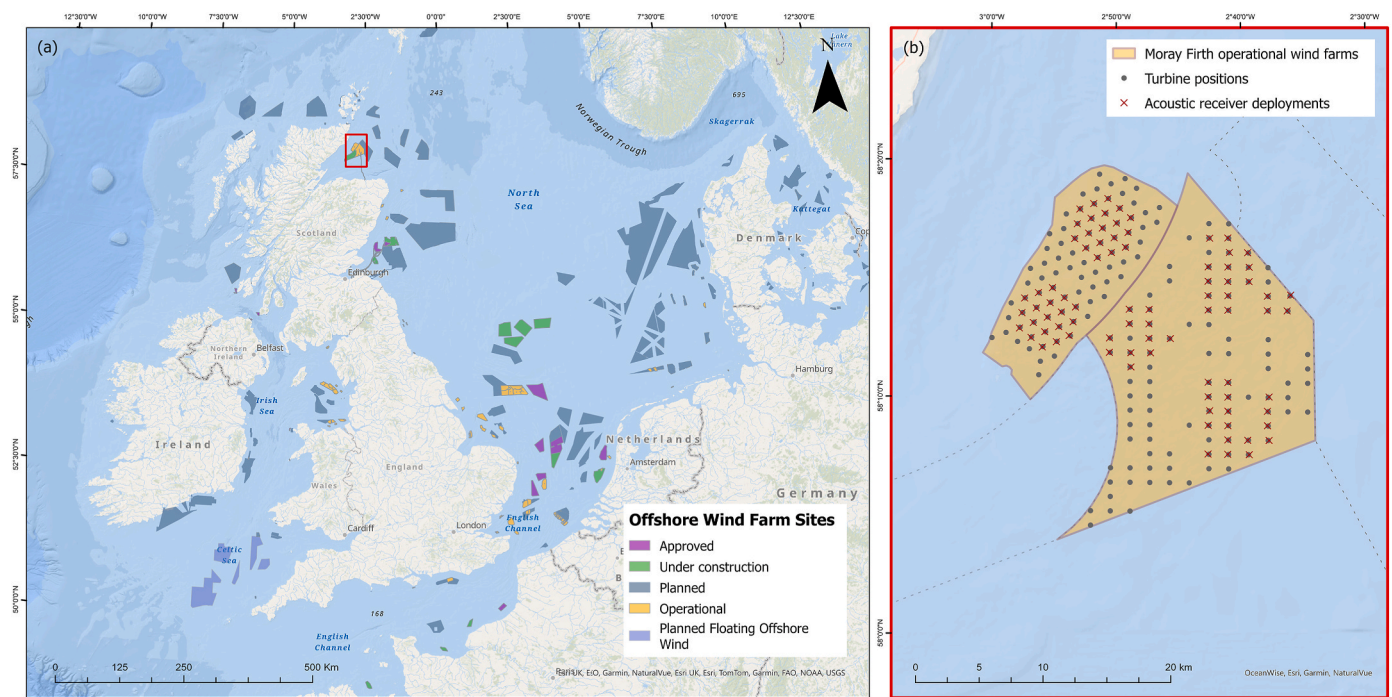 10°0'0"W
7°30'0"W
5°0'0"W
2°30'0"W
0°0'0"
2°30'0"E
5°0'0"E
7°30'0"E
10°0'0"E
12°30'0"E
(a)
N
Lake
243
695
Norwegian Trough
Skagerrak
57°30'0"N
North
Sea
Kattegat
Scotland
Denmark
Edinburgh
55°0'0"N
Northern
Ireland
Belfast
Hamburg
Irish
Sea
Ireland
Netherlands
52°30'0"N
England
Amsterdam
Wales
Germany
Cardiff
London
English
Channel
Celtic
Sea
50°0'0"N
168
English
Channel
Offshore Wind Farm Sites
Approved
Under construction
Planned
Operational
Planned Floating Offshore
Wind
0 125 250 500 Km
Esri UK, EIO, Garmin, NaturalVue, Esri UK, Esri, TomTom, Garmin, FAO, NOAA, USGS
3°0'0"W
2°50'0"W
2°40'0"W
2°30'0"W
(b)
Moray Firth operational wind farms
Turbine positions
Acoustic receiver deployments
58°20'0"N
58°10'0"N
58°0'0"N
0 5 10 20 km
OceanWise, Esri, Garmin, NaturalVue